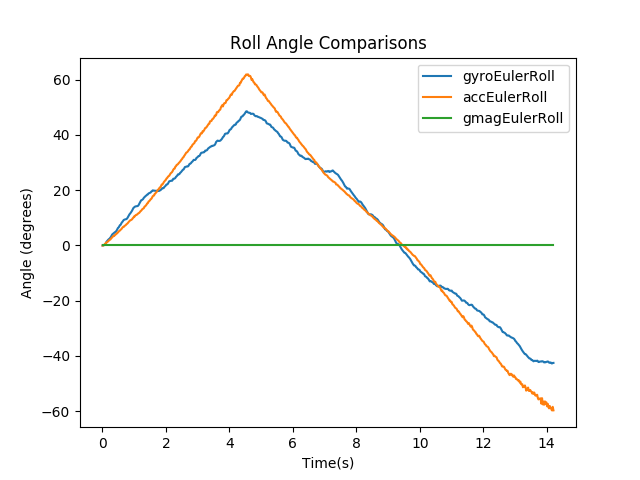 Roll Angle Comparisons
gyroEulerRoll
accEulerRoll
gmagEulerRoll
Angle (degrees)
60
40
20
0
−20
−40
−60
0 2 4 6 8 10 12 14
Time(s)